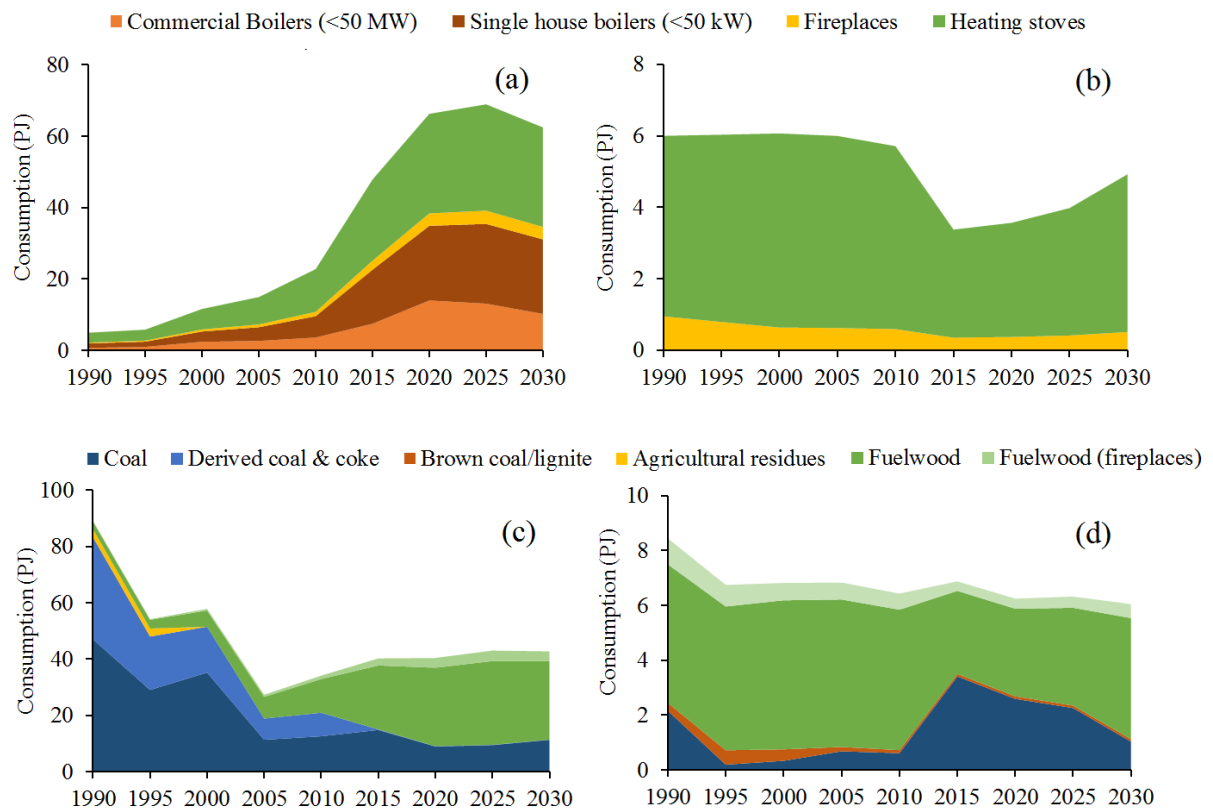 Commercial Boilers (<50 MW) Single house boilers (<50 kW) Fireplaces Heating stoves
(a)
Consumption (PJ)
80
60
40
20
0
1990 1995 2000 2005 2010 2015 2020 2025 2030
(b)
Consumption (PJ)
8
6
4
2
0
1990 1995 2000 2005 2010 2015 2020 2025 2030
Coal Derived coal & coke Brown coal/lignite Agricultural residues Fuelwood Fuelwood (fireplaces)
(c)
Consumption (PJ)
100
80
60
40
20
0
1990 1995 2000 2005 2010 2015 2020 2025 2030
(d)
Consumption (PJ)
10
8
6
4
2
0
1990 1995 2000 2005 2010 2015 2020 2025 2030